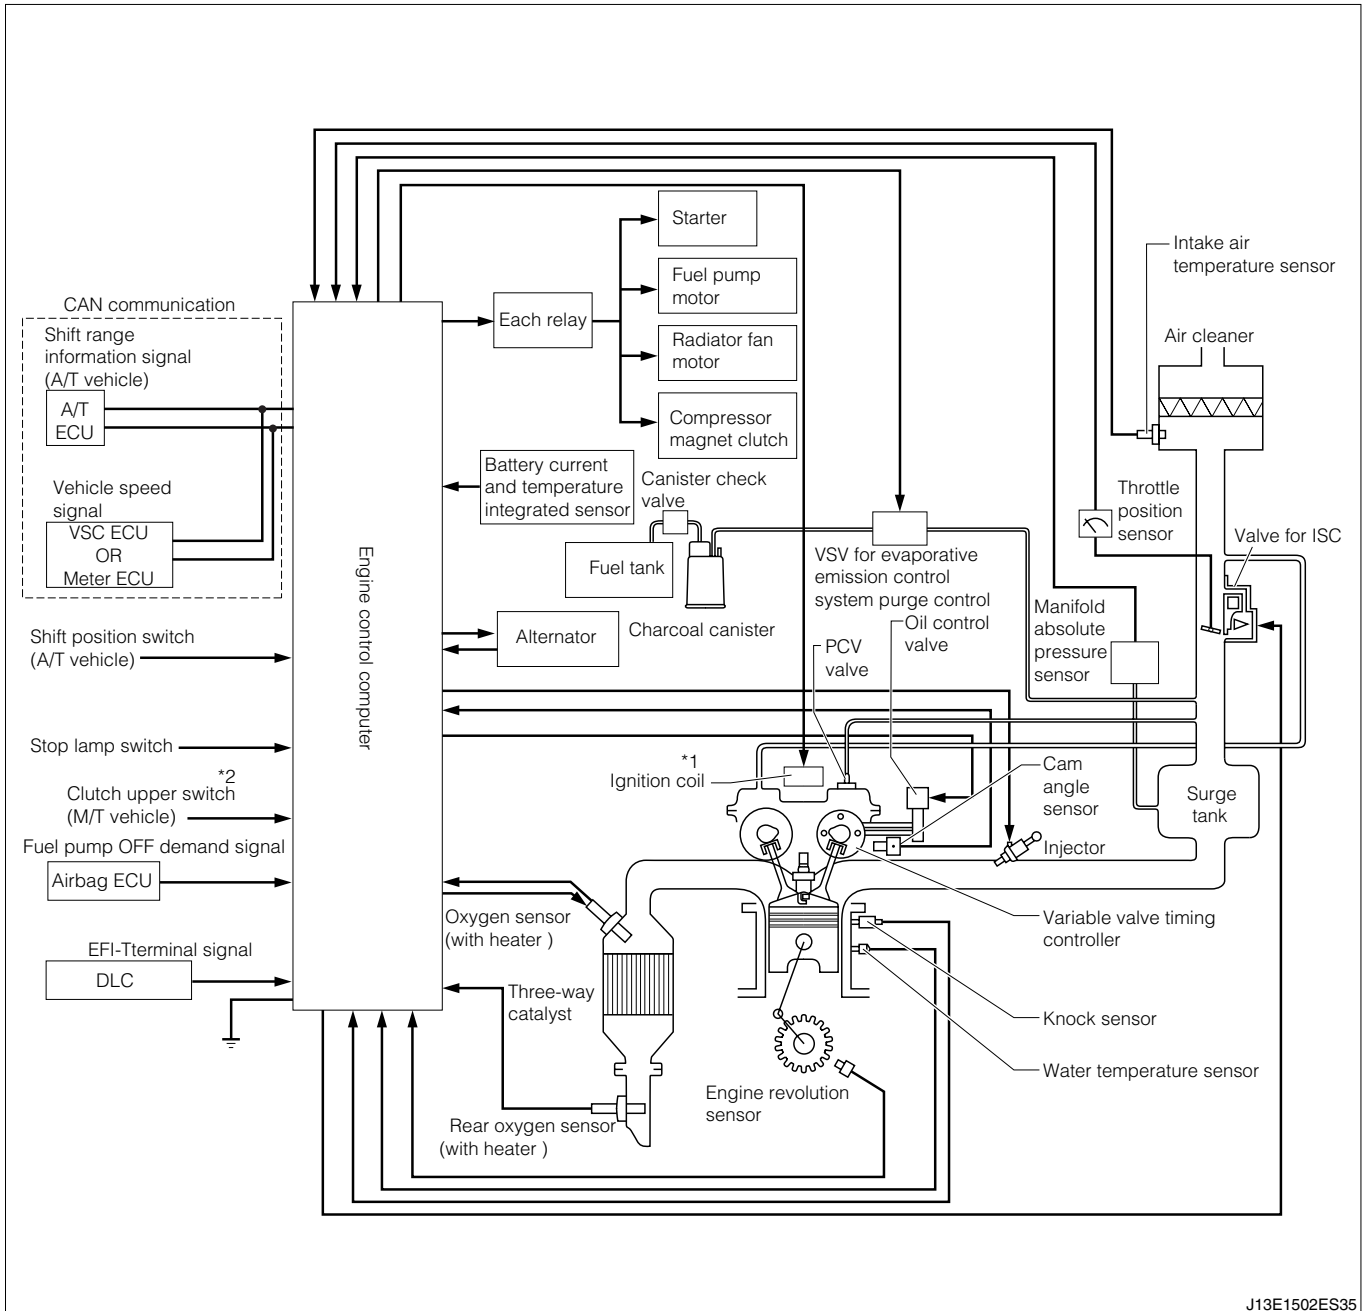 Starter
Intake air
temperature sensor
Fuel pump
motor
CAN communication
Each relay
Shift range
information signal
(A/T vehicle)
Radiator fan
motor
Air cleaner
A/T
ECU
Compressor
magnet clutch
Battery current
and temperature
integrated sensor
Canister check
valve
Vehicle speed
signal
Throttle
position
sensor
VSC ECU
OR
Meter ECU
Valve for ISC
Engine control computer
Fuel tank
VSV for evaporative
emission control
system purge control
Charcoal canister
Manifold
absolute
pressure
sensor
Oil control
valve
Alternator
Shift position switch
(A/T vehicle)
PCV
valve
Stop lamp switch
*1
Ignition coil
Cam
angle
sensor
*2
Clutch upper switch
(M/T vehicle)
Surge
tank
Fuel pump OFF demand signal
Injector
Airbag ECU
Oxygen sensor
(with heater )
Variable valve timing
controller
EFI-Tterminal signal
DLC
Three-way
catalyst
Knock sensor
Water temperature sensor
Engine revolution
sensor
Rear oxygen sensor
(with heater )
J13E1502ES35